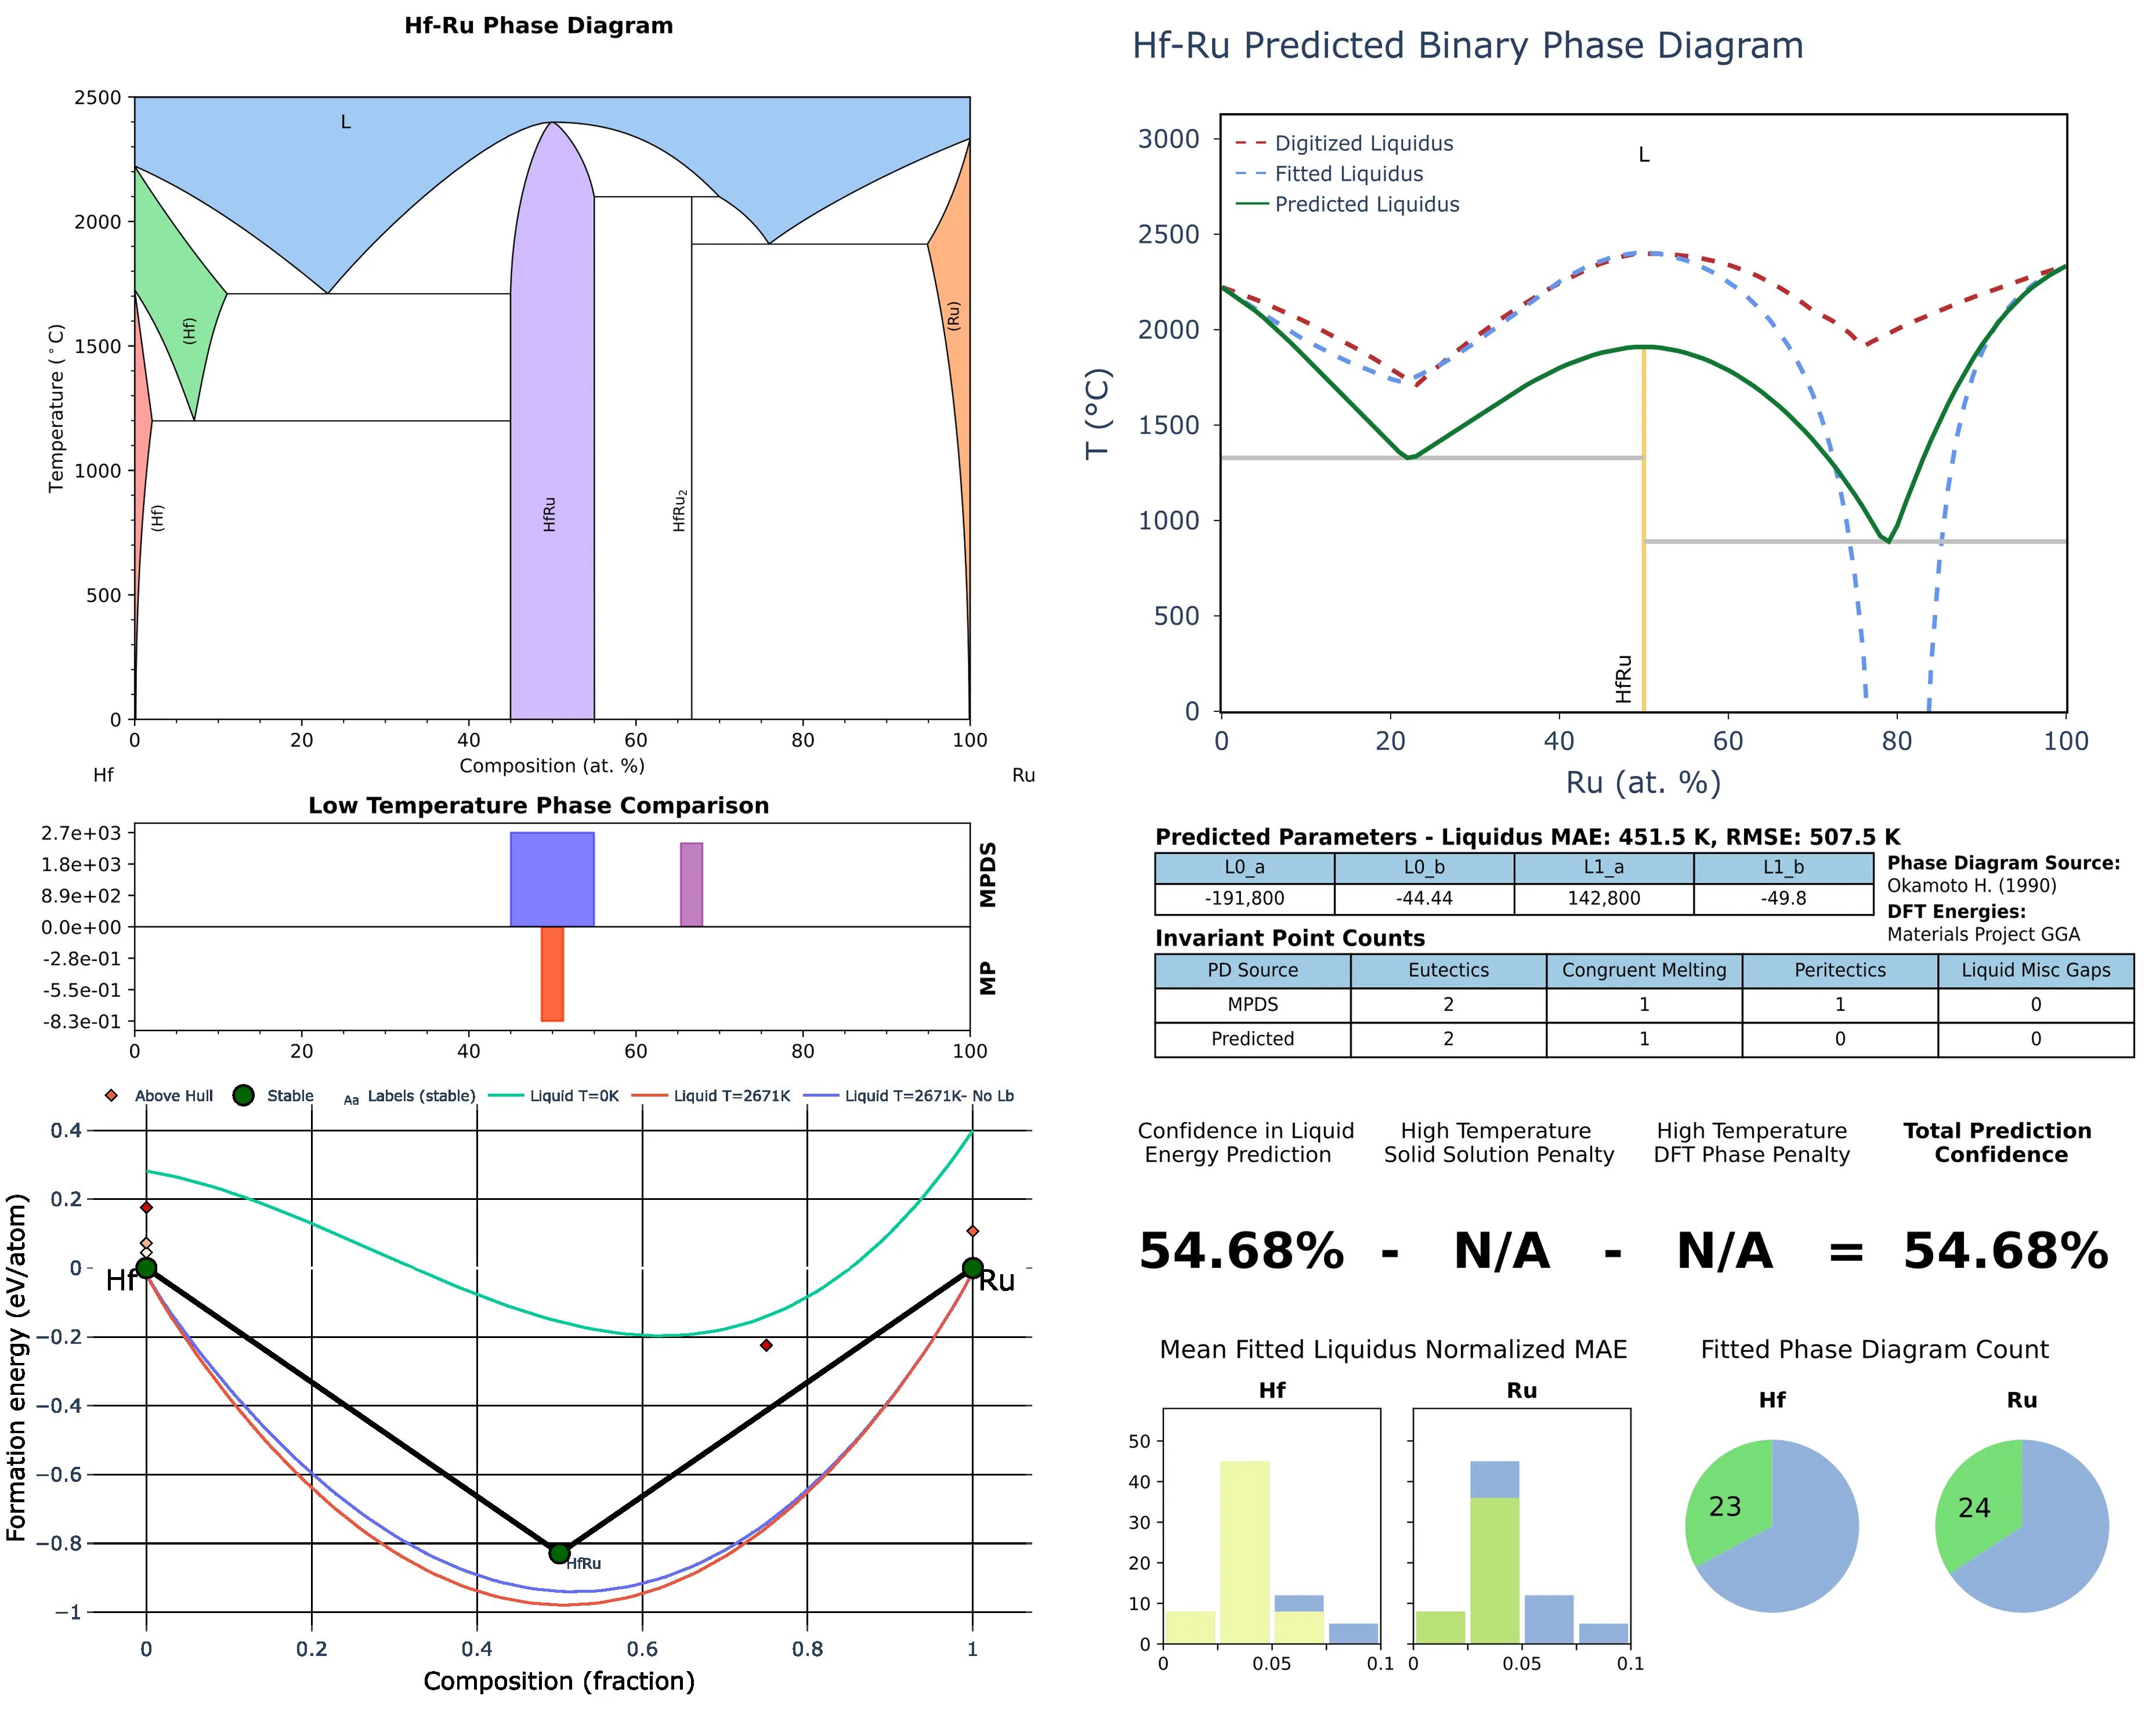 Hf-Ru Phase Diagram
2500
2000
1500
1000
500
0
Temperature (°C)
L
(Hf)
(Hf)
HfRu
HfRu₂
(Ru)
0 20 40 60 80 100
Composition (at. %)
Hf Ru
Hf-Ru Predicted Binary Phase Diagram
3000
2500
2000
1500
1000
500
0
T (°C)
Digitized Liquidus
Fitted Liquidus
Predicted Liquidus
L
HfRu
0 20 40 60 80 100
Ru (at. %)
Low Temperature Phase Comparison
2.7e+03
1.8e+03
8.9e+02
0.0e+00
-2.8e-01
-5.5e-01
-8.3e-01
MPDS
MP
0 20 40 60 80 100
Predicted Parameters - Liquidus MAE: 451.5 K, RMSE: 507.5 K
L0_a L0_b L1_a L1_b
-191,800 -44.44 142,800 -49.8
Phase Diagram Source:
Okamoto H. (1990)
DFT Energies:
Materials Project GGA
Invariant Point Counts
PD Source Eutectics Congruent Melting Peritectics Liquid Misc Gaps
MPDS 2 1 1 0
Predicted 2 1 0 0
Above Hull Stable Aa Labels (stable) Liquid T=0K Liquid T=2671K Liquid T=2671K- No Lb
0.4
0.2
0
−0.2
−0.4
−0.6
−0.8
−1
Formation energy (eV/atom)
Hf
Ru
HfRu
0 0.2 0.4 0.6 0.8 1
Composition (fraction)
Confidence in Liquid
Energy Prediction
High Temperature
Solid Solution Penalty
High Temperature
DFT Phase Penalty
Total Prediction
Confidence
54.68% - N/A - N/A = 54.68%
Mean Fitted Liquidus Normalized MAE
Hf Ru
50
40
30
20
10
0
0 0.05 0.1 0 0.05 0.1
Fitted Phase Diagram Count
Hf Ru
23 24